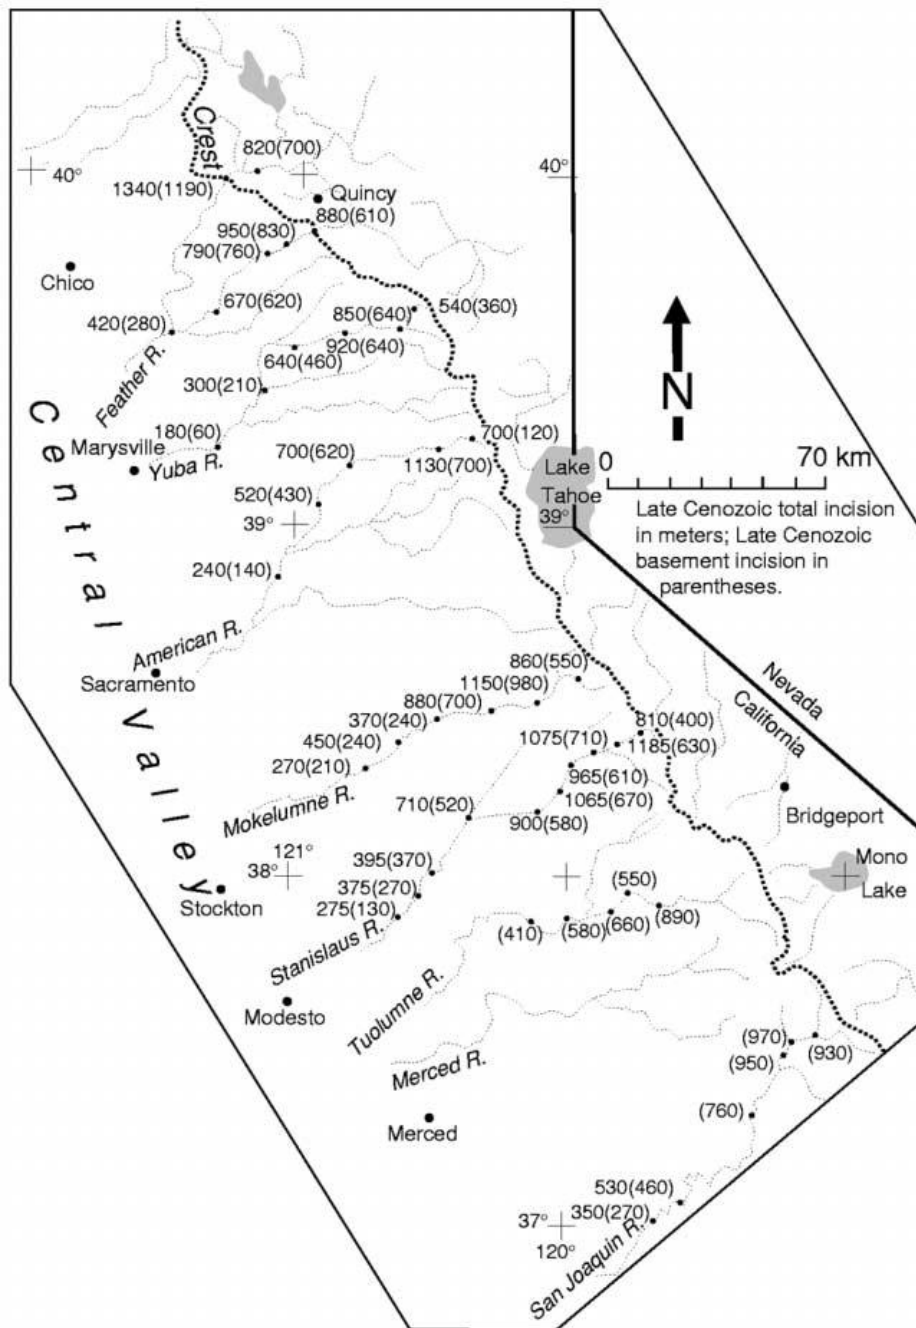 Crest
820(700)
40°
40°
1340(1190)
Quincy
880(610)
950(830)
790(760)
Chico
670(620)
850(640)
540(360)
420(280)
920(640)
640(460)
Feather R.
300(210)
N
Central Valley
180(60)
Marysville
Yuba R.
700(620)
700(120)
1130(700)
Lake
Tahoe
0 70 km
520(430)
39°
39°
Late Cenozoic total incision
in meters; Late Cenozoic
basement incision in
parentheses.
240(140)
American R.
Sacramento
860(550)
1150(980)
880(700)
370(240)
450(240)
270(210)
Mokelumne R.
Nevada
California
810(400)
1075(710)
1185(630)
965(610)
1065(670)
710(520)
900(580)
Bridgeport
121°
38°
395(370)
375(270)
275(130)
Stockton
Mono
Lake
(550)
(410)
(580)
(660)
(890)
Stanislaus R.
Modesto
Tuolumne R.
Merced R.
(970)
(950)
(930)
Merced
(760)
530(460)
37°
350(270)
120°
San Joaquin R.